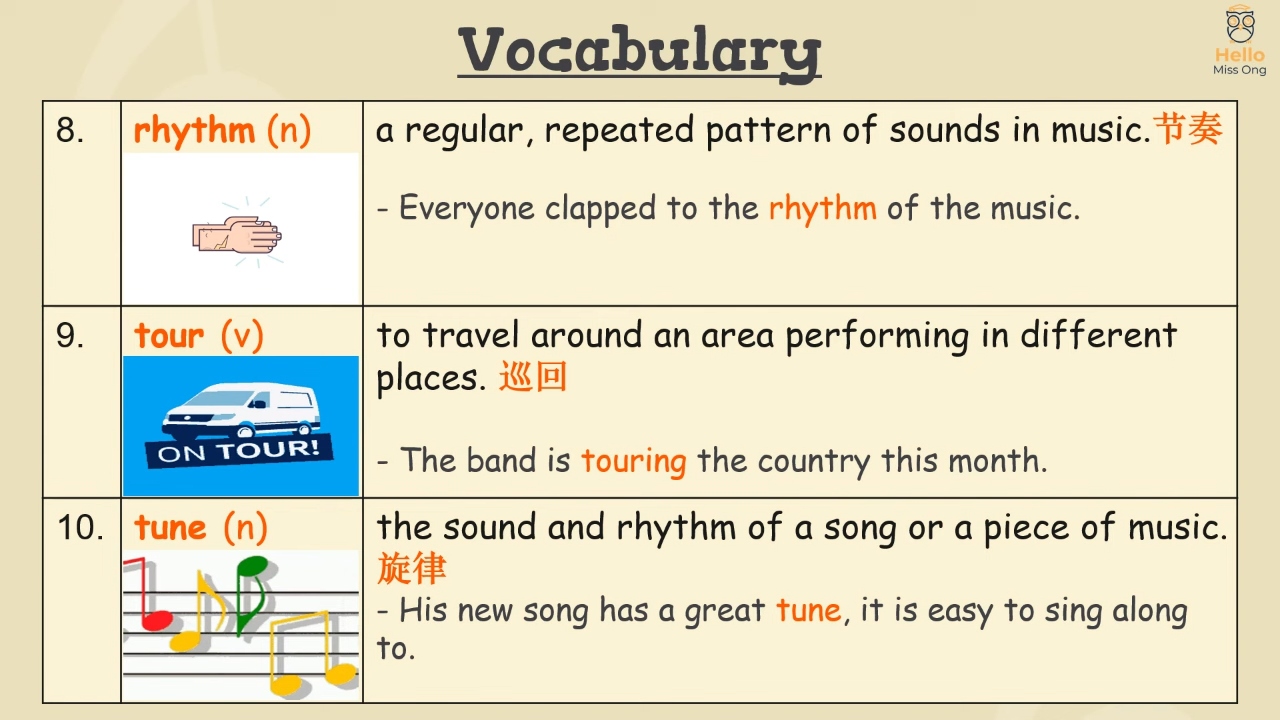 Vocabulary
Hello
Miss Ong
8.
rhythm (n)
a regular, repeated pattern of sounds in music.节奏
- Everyone clapped to the rhythm of the music.
9.
tour (v)
ON TOUR!
to travel around an area performing in different
places. 巡回
- The band is touring the country this month.
10.
tune (n)
the sound and rhythm of a song or a piece of music.
旋律
- His new song has a great tune, it is easy to sing along
to.